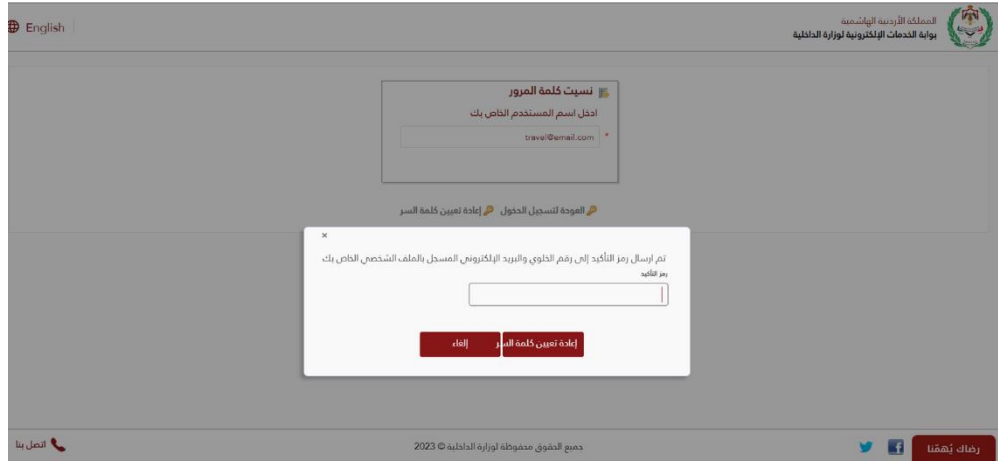 المملكة الأردنية الهاشمية
بوابة الخدمات الإلكترونية لوزارة الداخلية
English
نسيت كلمة المرور
ادخل اسم المستخدم الخاص بك
travel@email.com *
العودة لتسجيل الدخول
إعادة تعيين كلمة السر
×
تم ارسال رمز التأكيد إلى رقم الخلوي والبريد الإلكتروني المسجل بالملف الشخصي الخاص بك
رمز التأكيد
إعادة تعيين كلمة السر
إلغاء
رضاك يُهمّنا
جميع الحقوق محفوظة لوزارة الداخلية © 2023
اتصل بنا